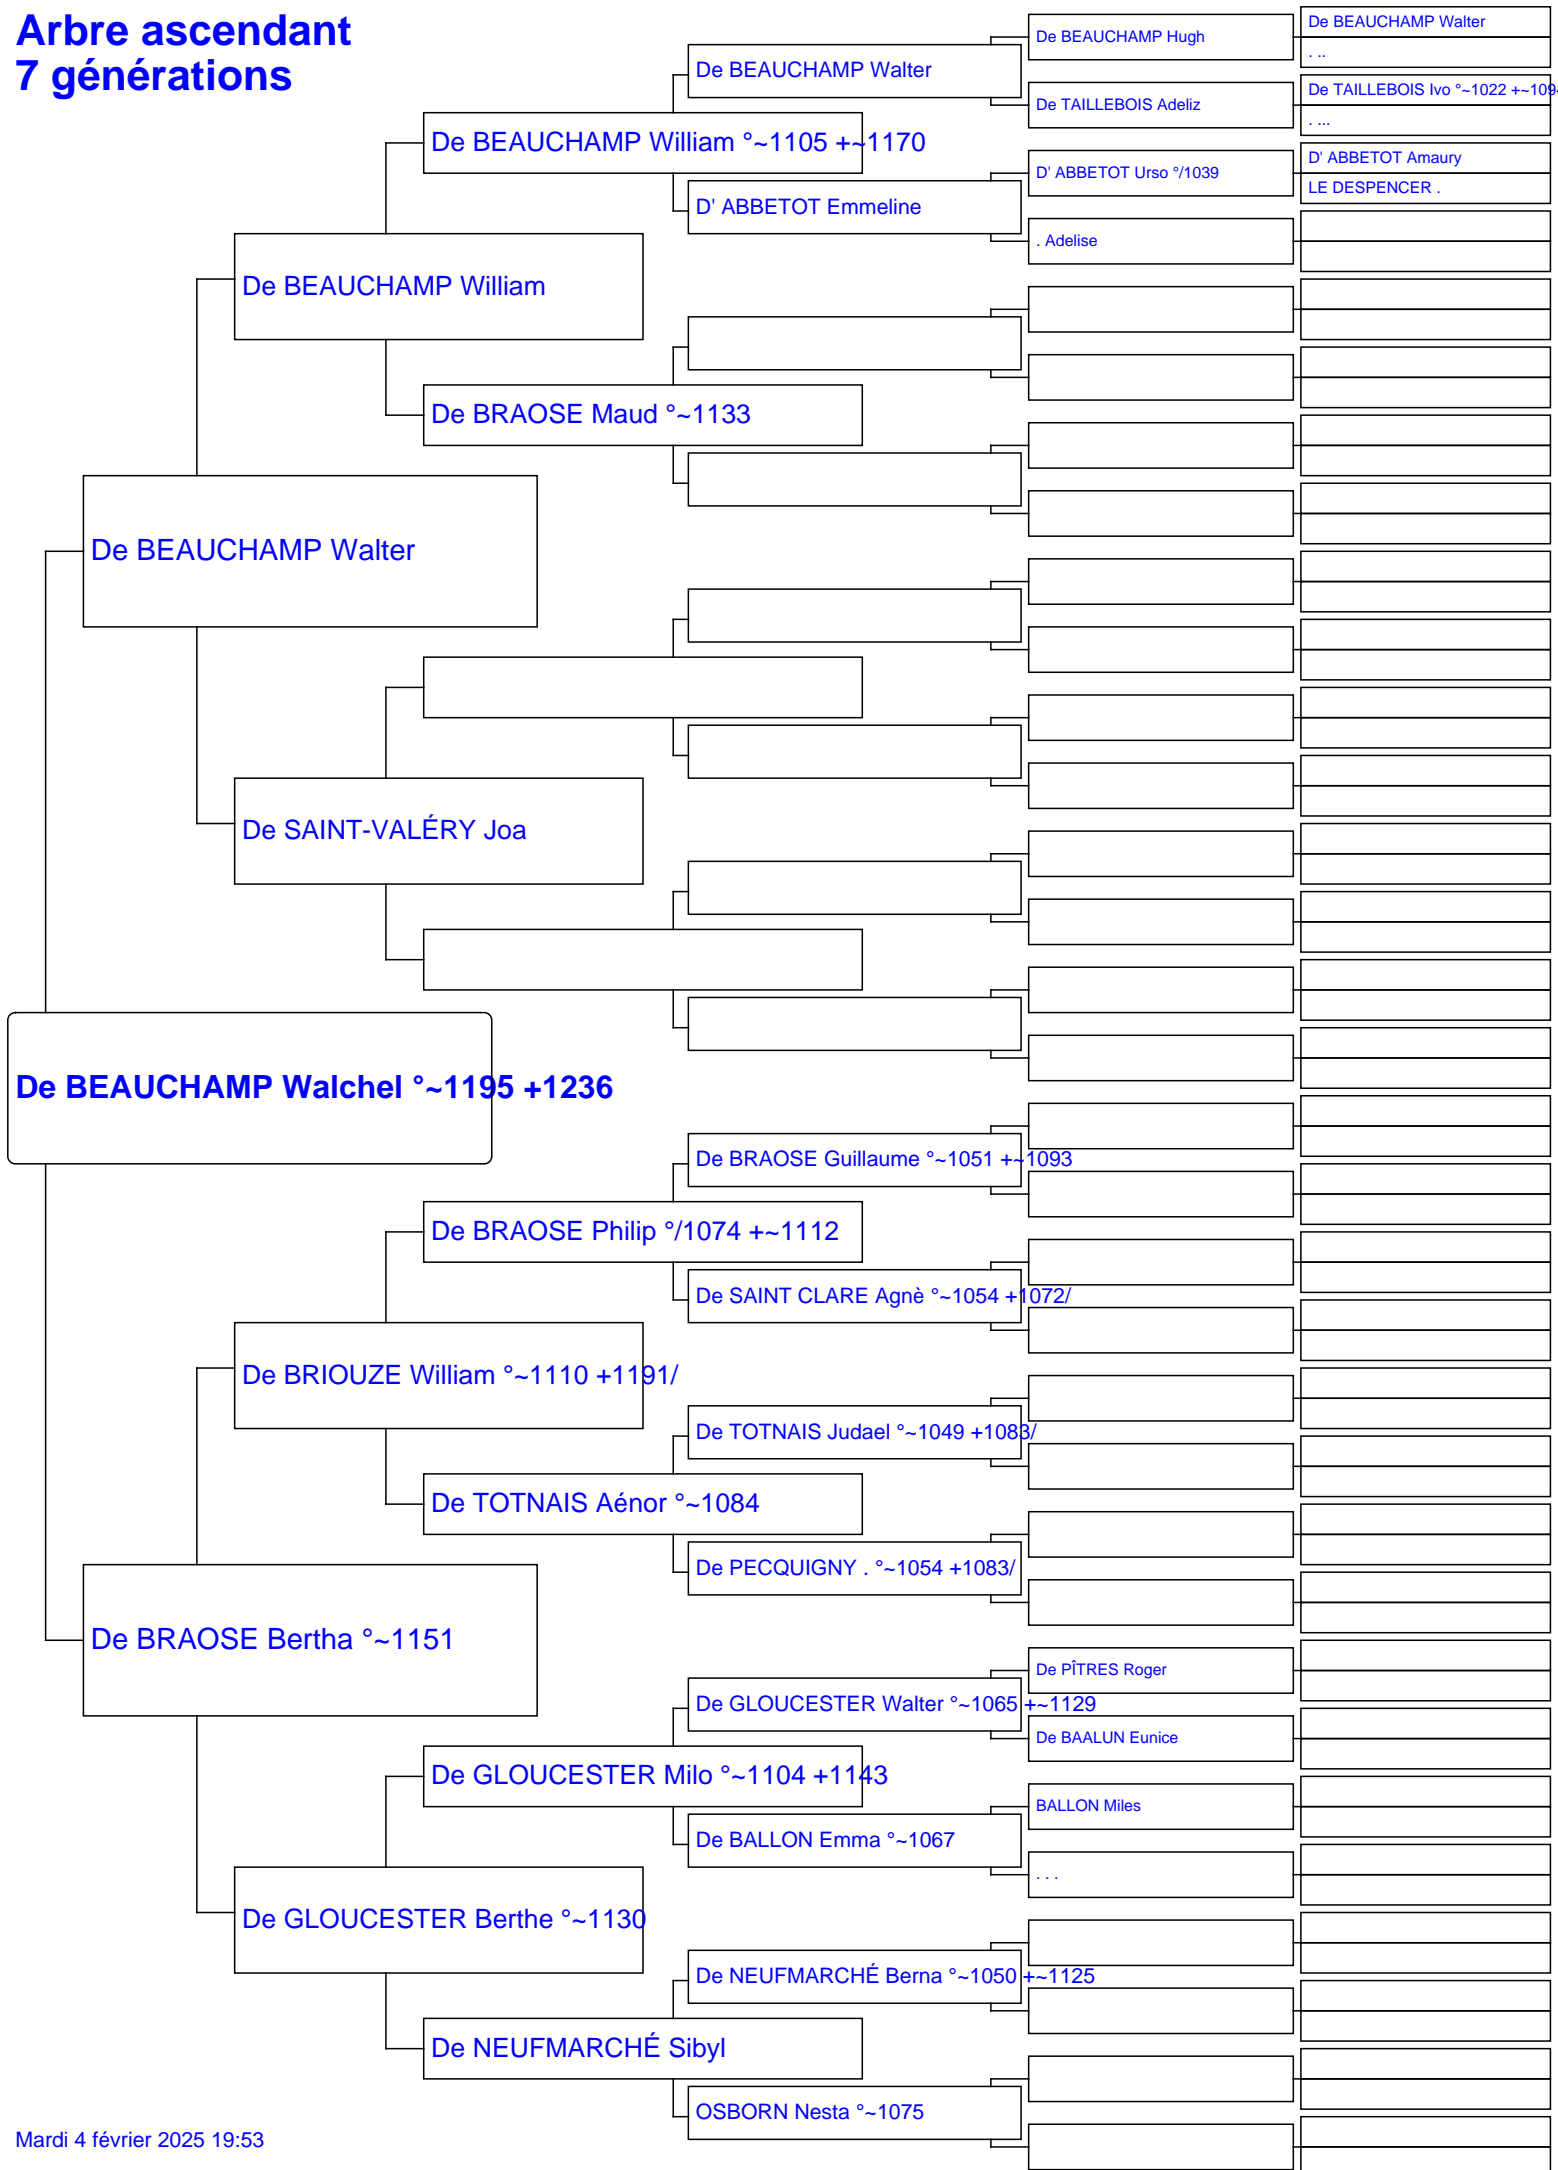 Arbre ascendant
7 générations
De BEAUCHAMP Walter
. ..
De BEAUCHAMP Hugh
De BEAUCHAMP Walter
De TAILLEBOIS Ivo °~1022 +~109
. ...
De TAILLEBOIS Adeliz
De BEAUCHAMP William °~1105 +~1170
D' ABBETOT Amaury
LE DESPENCER .
D' ABBETOT Urso °/1039
D' ABBETOT Emmeline
. Adelise
De BEAUCHAMP William
De BRAOSE Maud °~1133
De BEAUCHAMP Walter
De SAINT-VALÉRY Joa
De BEAUCHAMP Walchel °~1195 +1236
De BRAOSE Guillaume °~1051 +~1093
De BRAOSE Philip °/1074 +~1112
De SAINT CLARE Agnè °~1054 +1072/
De BRIOUZE William °~1110 +1191/
De TOTNAIS Judael °~1049 +1083/
De TOTNAIS Aénor °~1084
De PECQUIGNY . °~1054 +1083/
De BRAOSE Bertha °~1151
De PÎTRES Roger
De GLOUCESTER Walter °~1065 +~1129
De BAALUN Eunice
De GLOUCESTER Milo °~1104 +1143
BALLON Miles
De BALLON Emma °~1067
. . .
De GLOUCESTER Berthe °~1130
De NEUFMARCHÉ Berna °~1050 +~1125
De NEUFMARCHÉ Sibyl
OSBORN Nesta °~1075
Mardi 4 février 2025 19:53